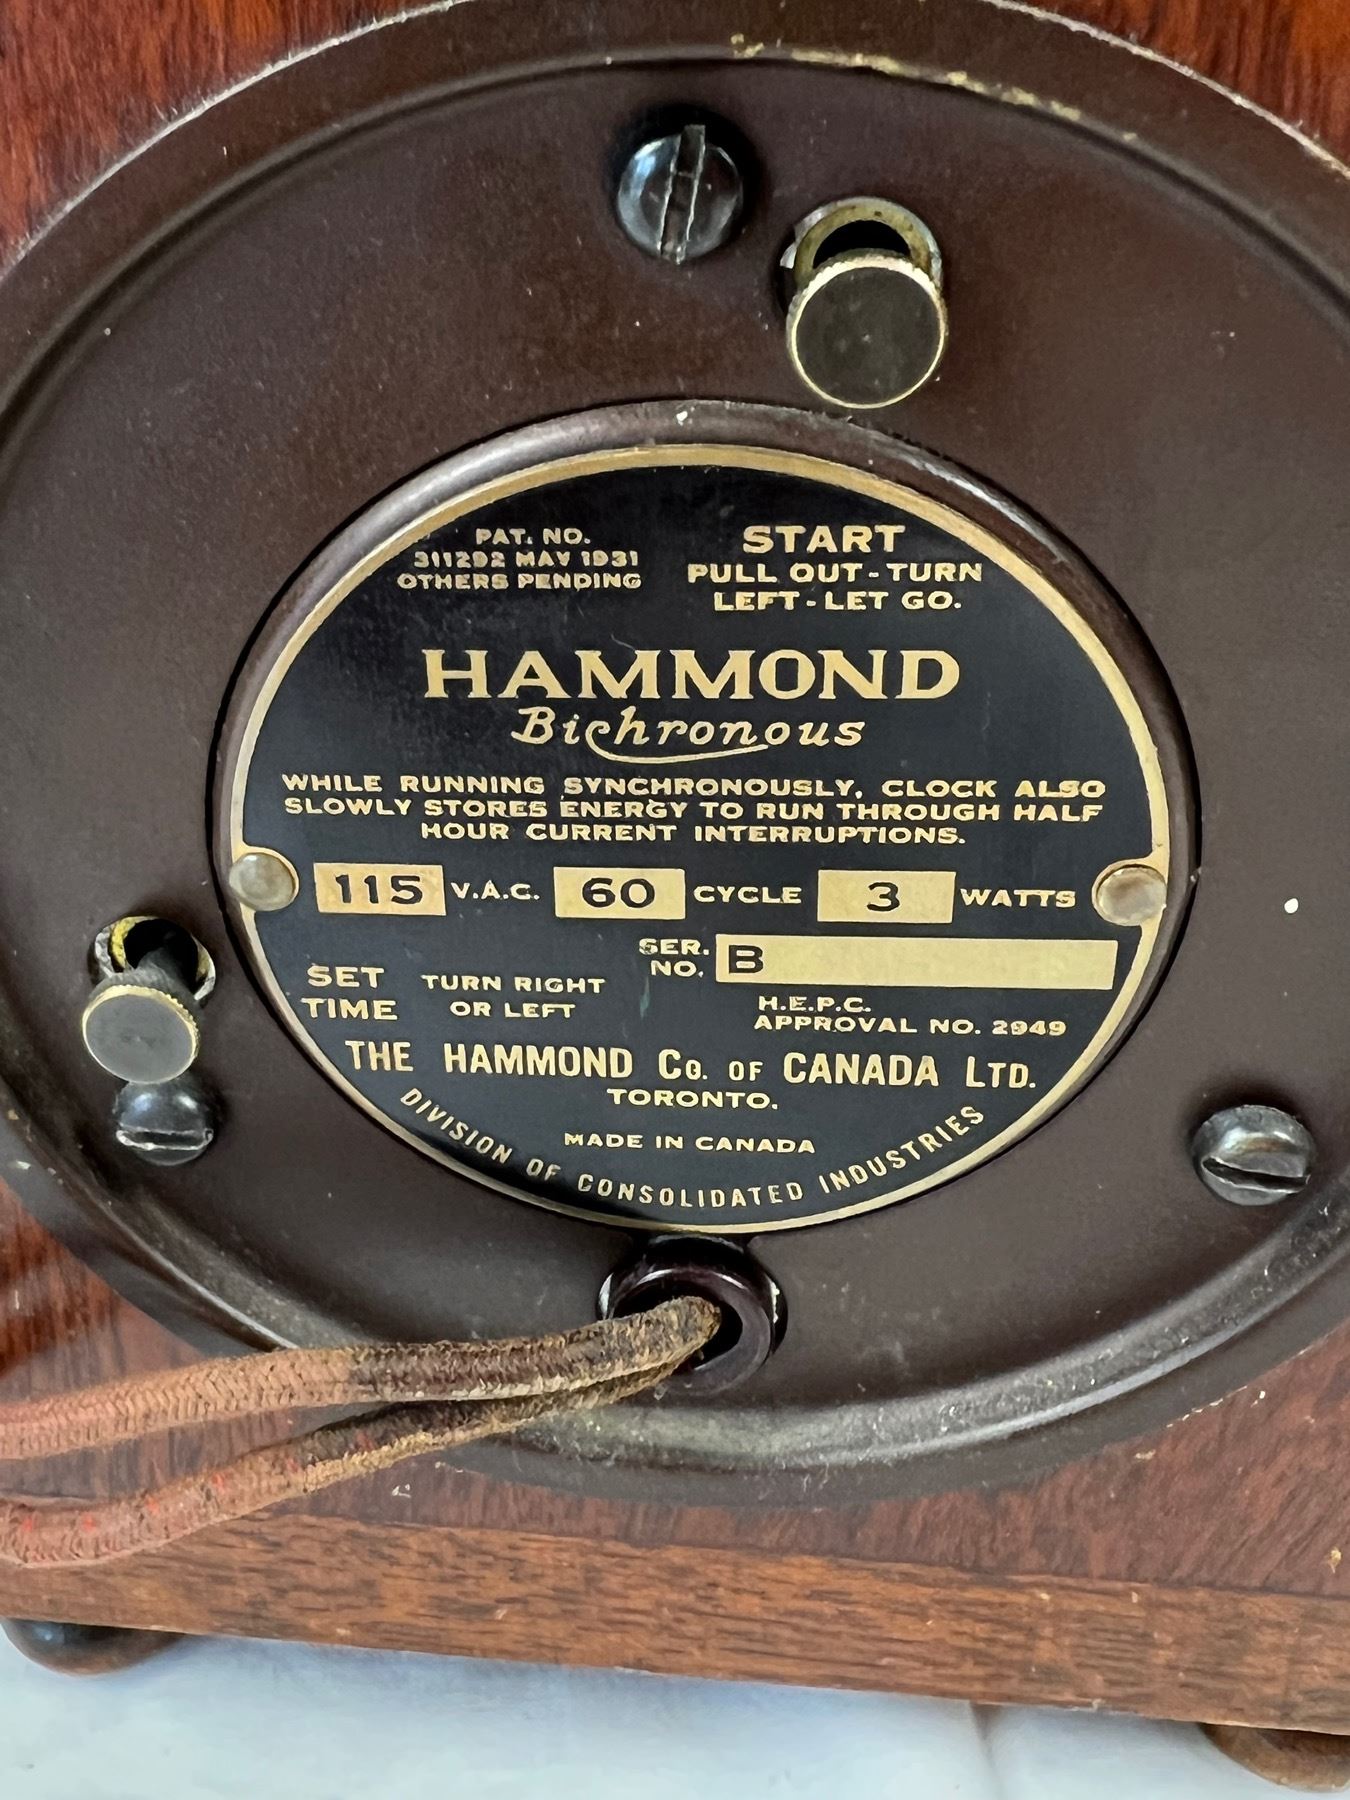 PAT. NO.
311292 MAY 1931
OTHERS PENDING
START
PULL OUT - TURN
LEFT - LET GO.
HAMMOND
Bichronous
WHILE RUNNING SYNCHRONOUSLY, CLOCK ALSO
SLOWLY STORES ENERGY TO RUN THROUGH HALF
HOUR CURRENT INTERRUPTIONS.
115 V.A.C. 60 CYCLE 3 WATTS
SER. NO. B
SET TIME
TURN RIGHT
OR LEFT
H.E.P.C.
APPROVAL NO. 2949
THE HAMMOND Co. OF CANADA LTD.
TORONTO.
MADE IN CANADA
DIVISION OF CONSOLIDATED INDUSTRIES